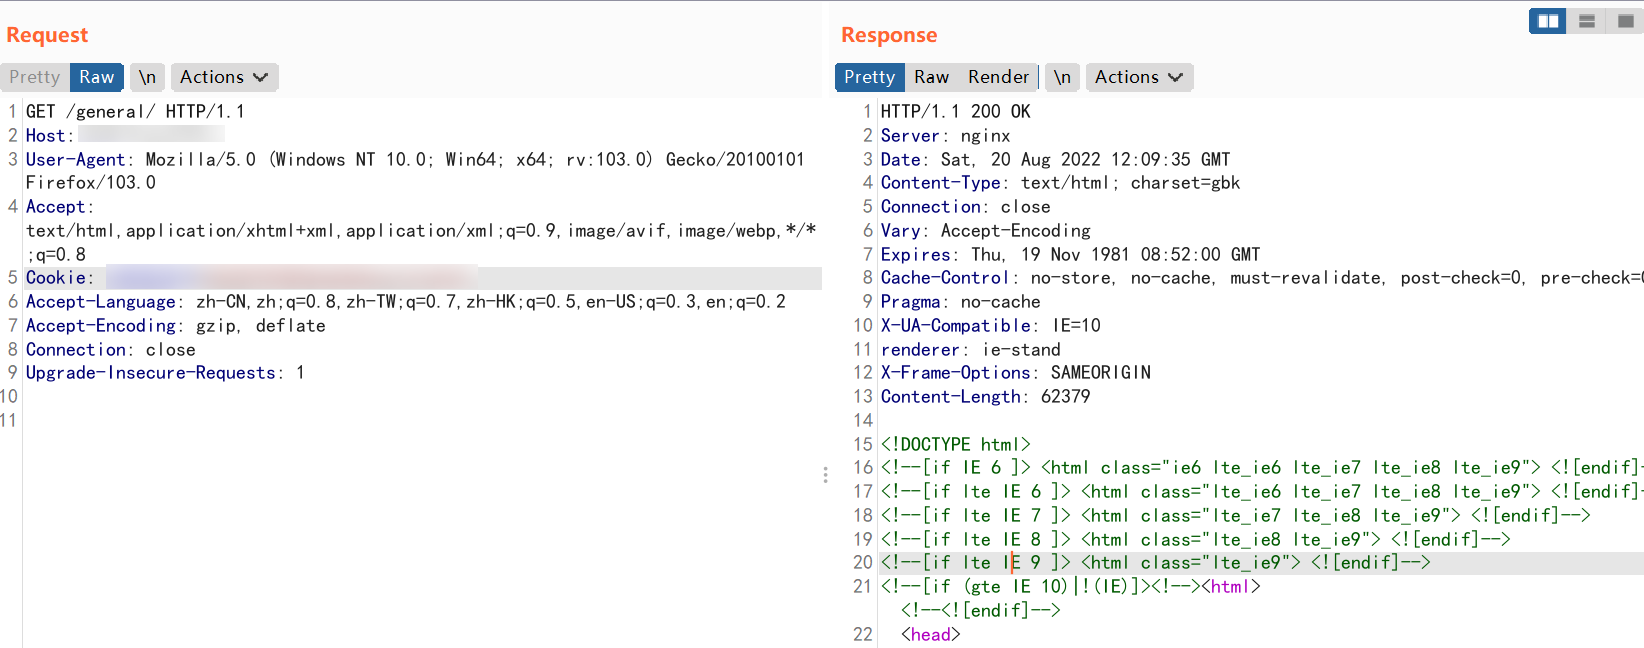 Request
Pretty Raw \n Actions
1 GET /general/ HTTP/1.1
2 Host:
3 User-Agent: Mozilla/5.0 (Windows NT 10.0; Win64; x64; rv:103.0) Gecko/20100101
Firefox/103.0
4 Accept:
text/html,application/xhtml+xml,application/xml;q=0.9,image/avif,image/webp,*/*
;q=0.8
5 Cookie:
6 Accept-Language: zh-CN,zh;q=0.8,zh-TW;q=0.7,zh-HK;q=0.5,en-US;q=0.3,en;q=0.2
7 Accept-Encoding: gzip, deflate
8 Connection: close
9 Upgrade-Insecure-Requests: 1
10
11
Response
Pretty Raw Render \n Actions
1 HTTP/1.1 200 OK
2 Server: nginx
3 Date: Sat, 20 Aug 2022 12:09:35 GMT
4 Content-Type: text/html; charset=gbk
5 Connection: close
6 Vary: Accept-Encoding
7 Expires: Thu, 19 Nov 1981 08:52:00 GMT
8 Cache-Control: no-store, no-cache, must-revalidate, post-check=0, pre-check=0
9 Pragma: no-cache
10 X-UA-Compatible: IE=10
11 renderer: ie-stand
12 X-Frame-Options: SAMEORIGIN
13 Content-Length: 62379
14
15 <!DOCTYPE html>
16 <!--[if IE 6 ]> <html class="ie6 lte_ie6 lte_ie7 lte_ie8 lte_ie9"> <![endif]-
17 <!--[if lte IE 6 ]> <html class="lte_ie6 lte_ie7 lte_ie8 lte_ie9"> <![endif]-
18 <!--[if lte IE 7 ]> <html class="lte_ie7 lte_ie8 lte_ie9"> <![endif]-->
19 <!--[if lte IE 8 ]> <html class="lte_ie8 lte_ie9"> <![endif]-->
20 <!--[if lte IE 9 ]> <html class="lte_ie9"> <![endif]-->
21 <!--[if (gte IE 10)|!(IE)]><!--><html>
<!--<![endif]-->
22 <head>